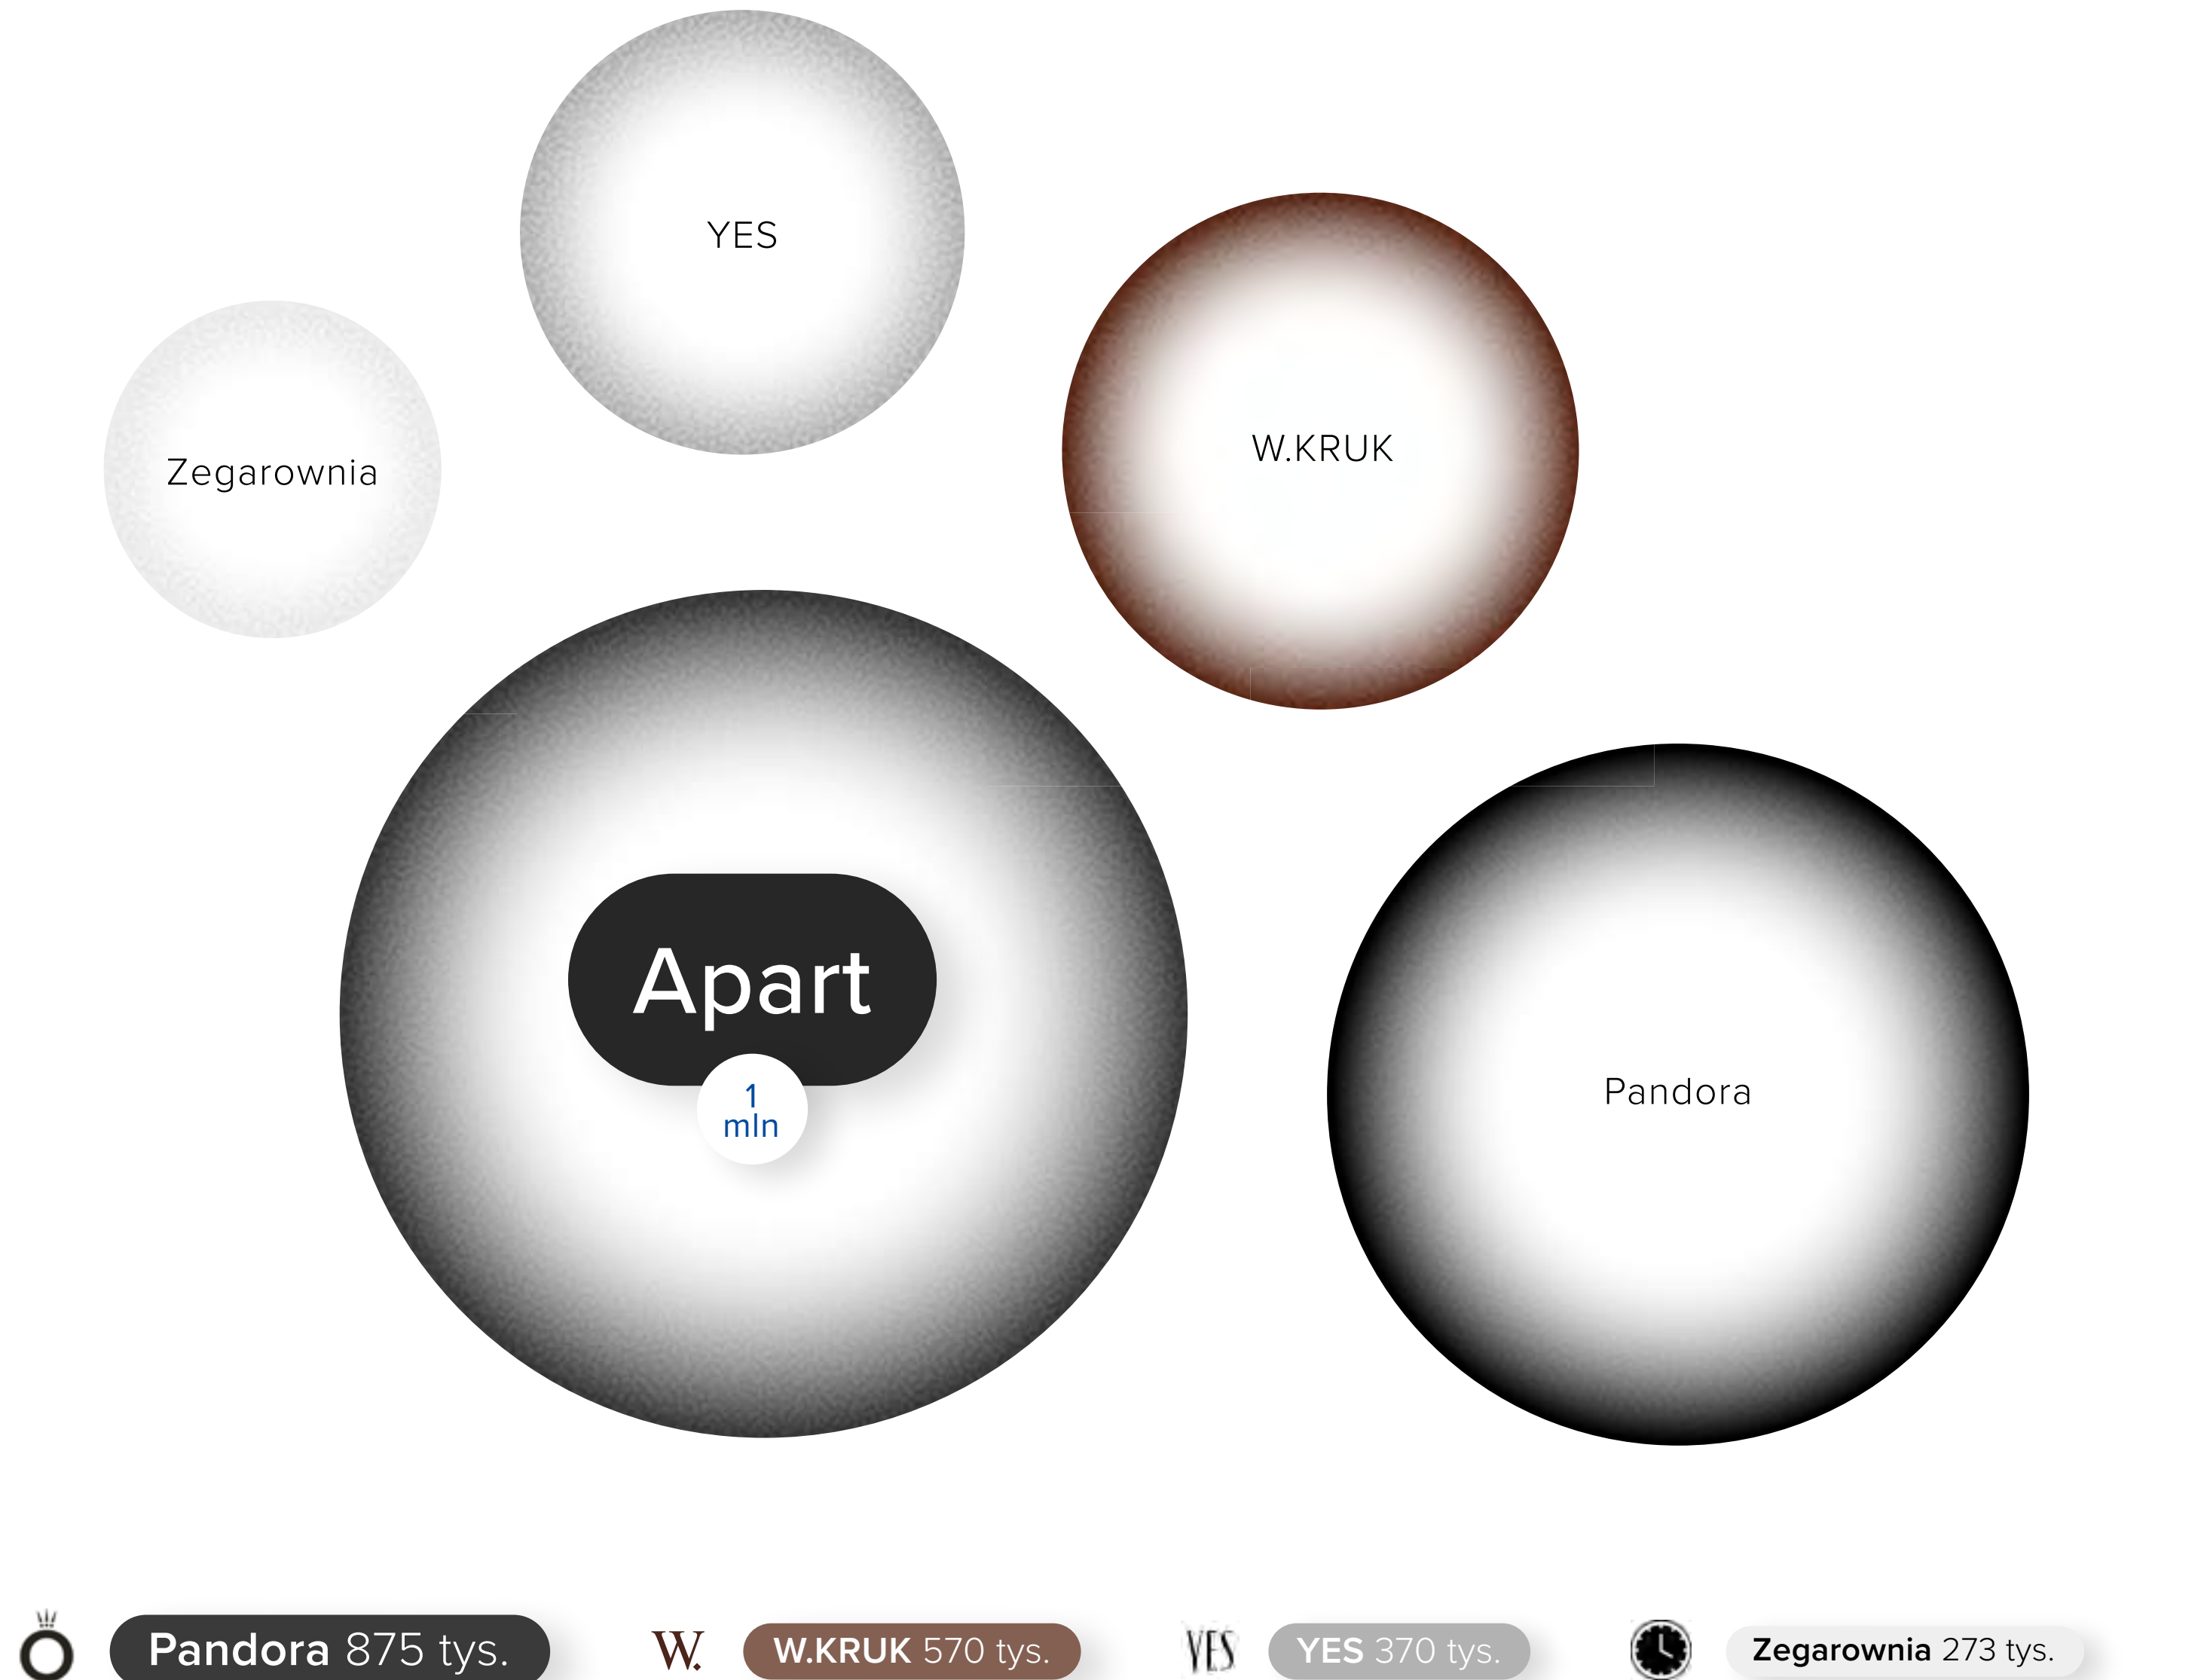 YES
W.KRUK
Zegarownia
Apart
1
mln
Pandora
Pandora 875 tys.
W.
W.KRUK 570 tys.
YES
YES 370 tys.
Zegarownia 273 tys.